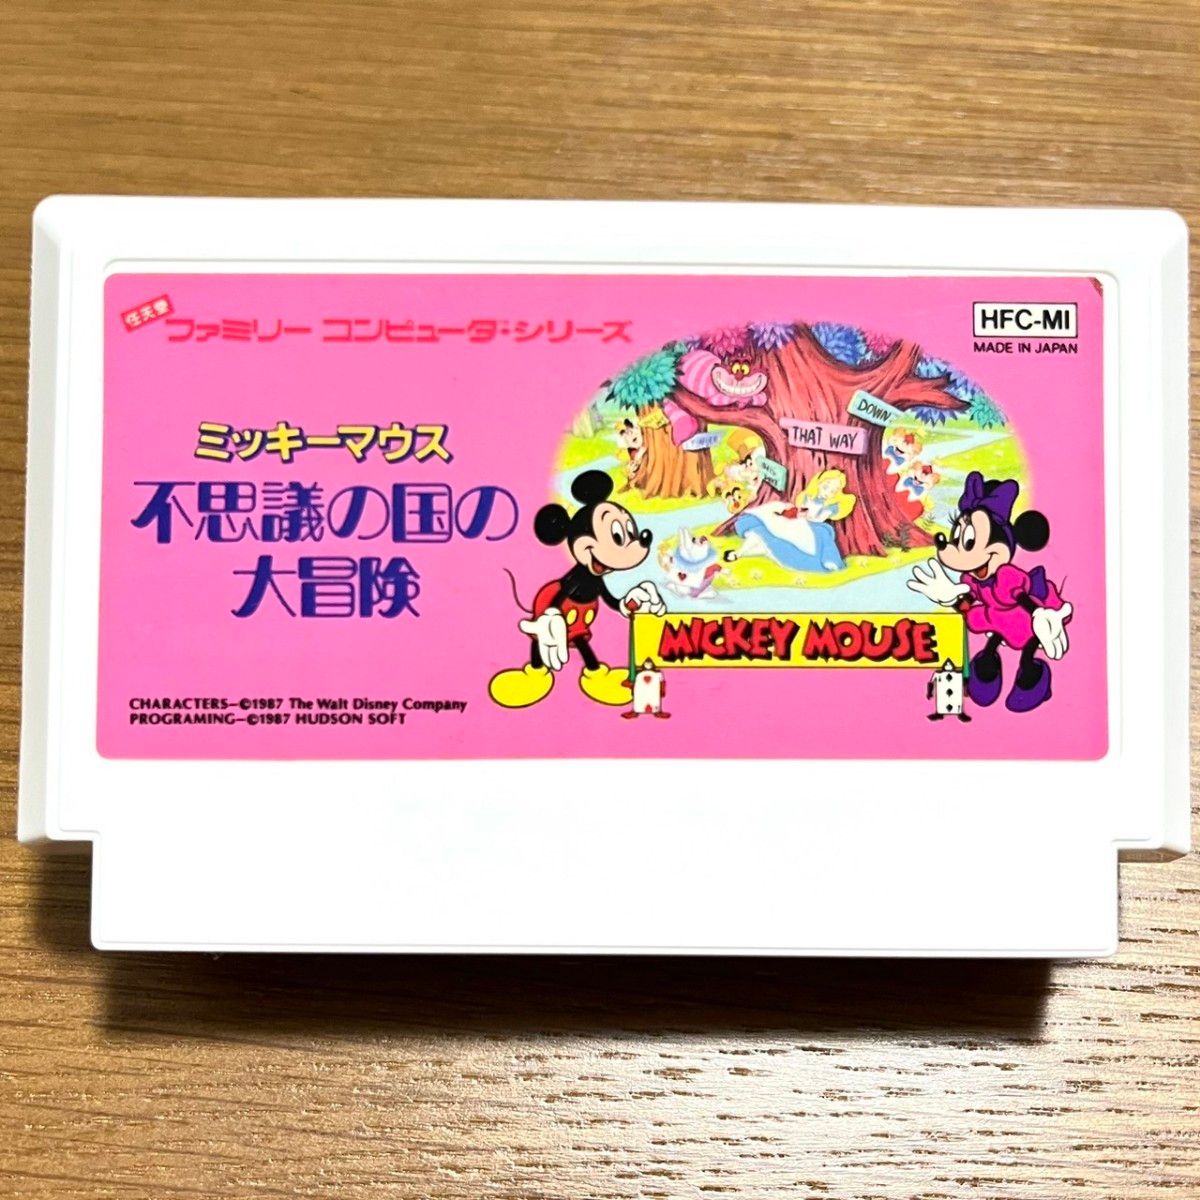 任天堂
ファミリー コンピュータ・シリーズ
HFC-MI
MADE IN JAPAN
ミッキーマウス
不思議の国の
大冒険
DOWN
THAT WAY
MICKEY MOUSE
CHARACTERS-©1987 The Walt Disney Company
PROGRAMING-©1987 HUDSON SOFT